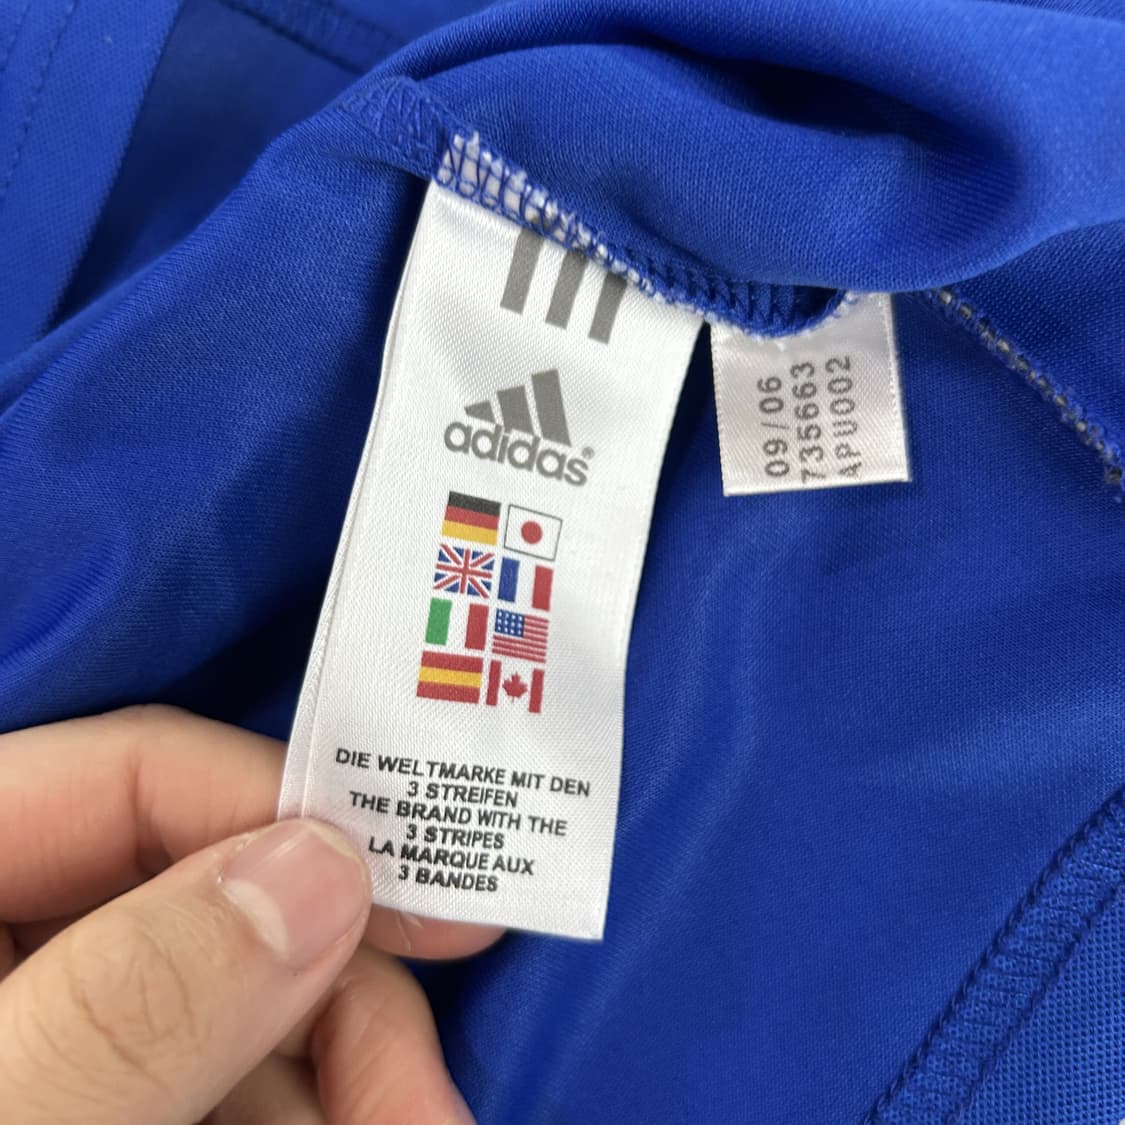 adidas®
DIE WELTMARKE MIT DEN
3 STREIFEN
THE BRAND WITH THE
3 STRIPES
LA MARQUE AUX
3 BANDES
09/06
735663
APU002